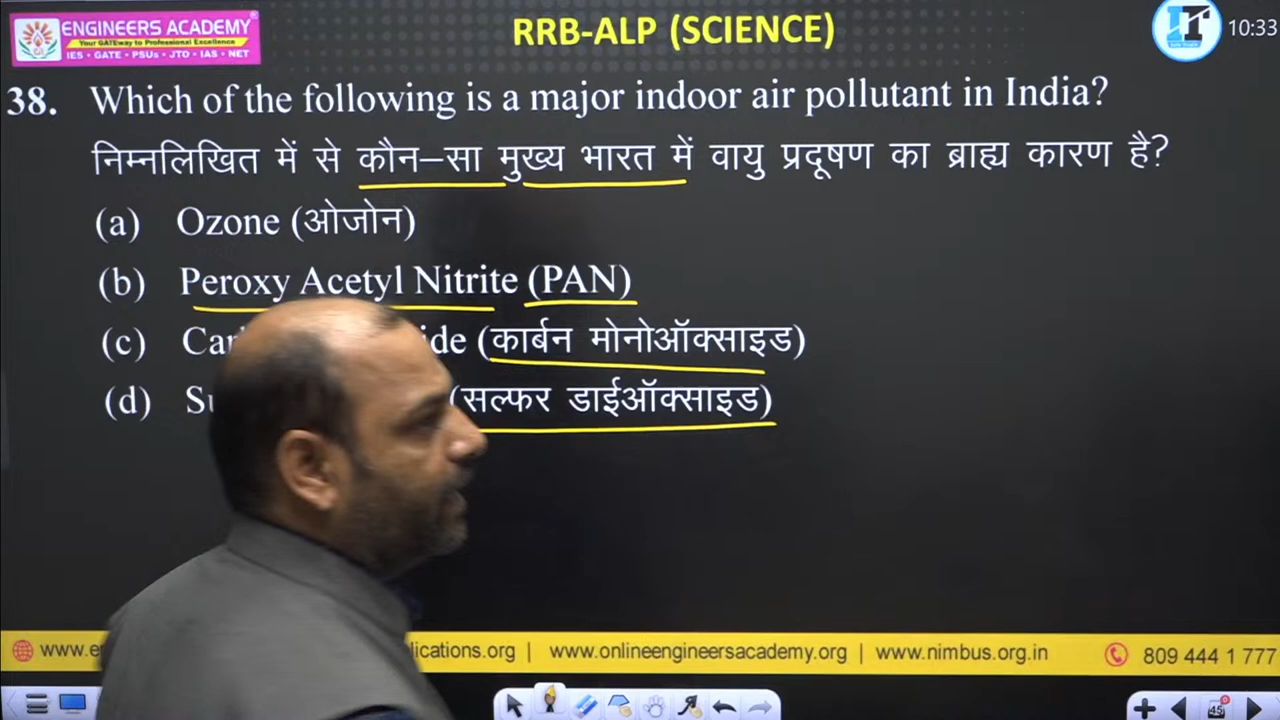 ENGINEERS ACADEMY
Your GATEway to Professional Excellence
IES • GATE • PSUs • JTO • IAS • NET
RRB-ALP (SCIENCE)
10:33
38. Which of the following is a major indoor air pollutant in India?
निम्नलिखित में से कौन–सा मुख्य भारत में वायु प्रदूषण का ब्राह्य कारण है?
(a) Ozone (ओजोन)
(b) Peroxy Acetyl Nitrite (PAN)
(c) Car ide (कार्बन मोनोऑक्साइड)
(d) Su (सल्फर डाईऑक्साइड)
www.e lications.org | www.onlineengineersacademy.org | www.nimbus.org.in 809 444 1 777
45